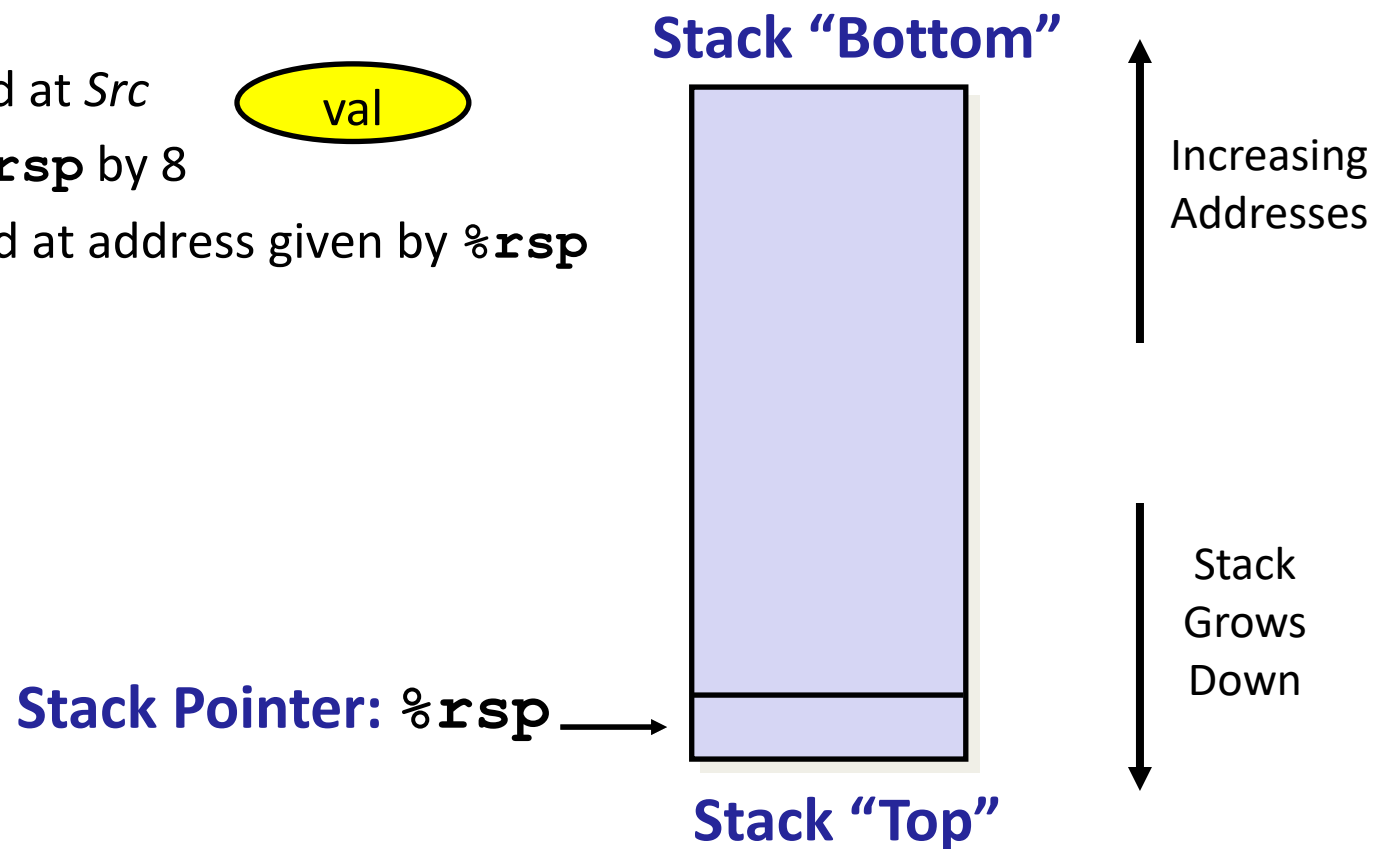 Stack “Bottom”
d at Src
val
rsp by 8
d at address given by %rsp
Increasing
Addresses
Stack
Grows
Down
Stack Pointer: %rsp
Stack “Top”